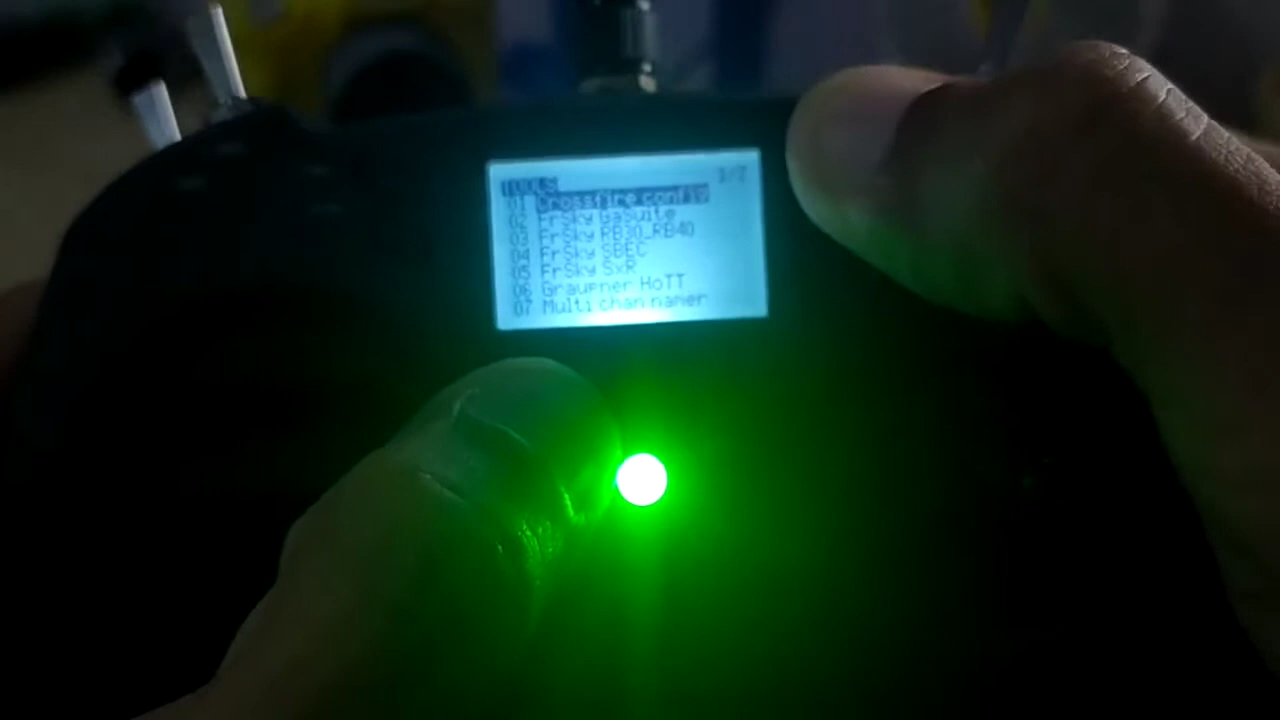 TOOLS 1/7
01 Crossfire config
02 FrSky GaSuite
03 FrSky RB30_RB40
04 FrSky SBEC
05 FrSky SxR
06 Graupner HoTT
07 Multi chan namer